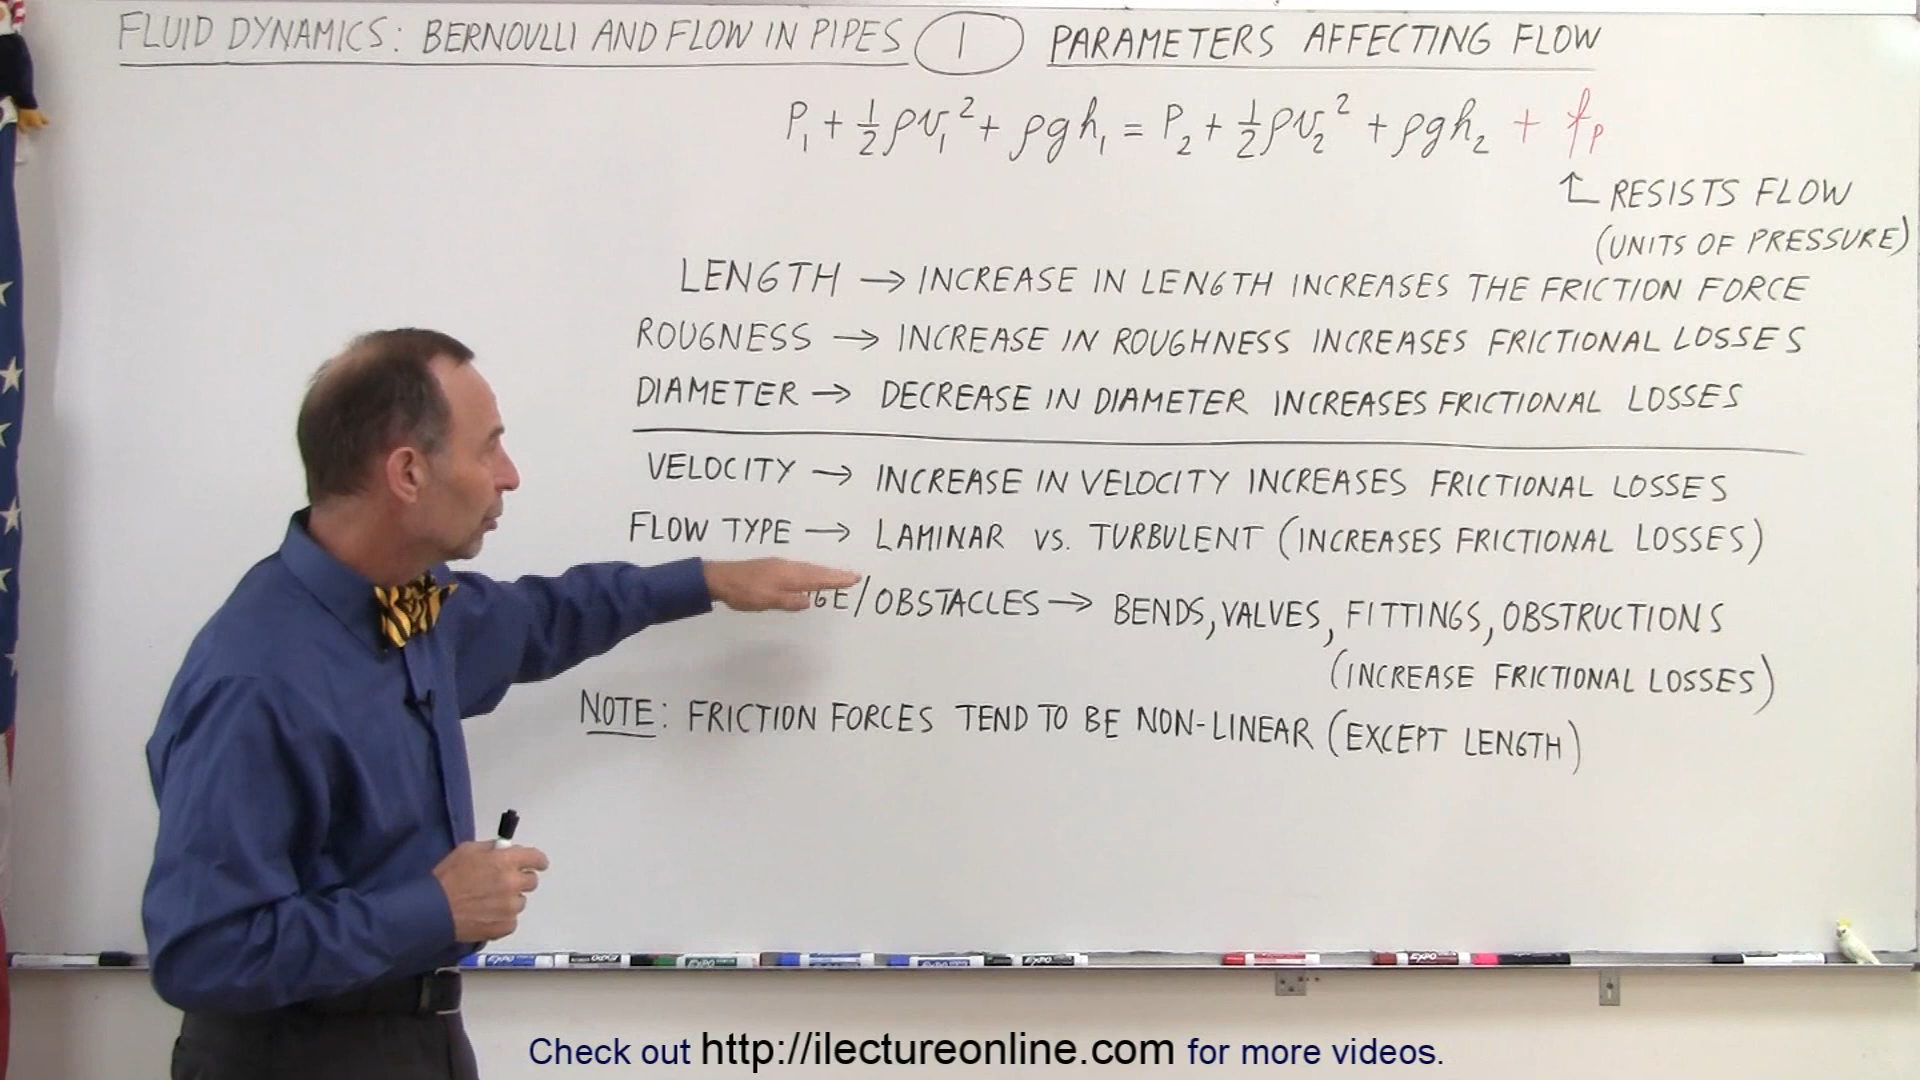 FLUID DYNAMICS: BERNOULLI AND FLOW IN PIPES 1 PARAMETERS AFFECTING FLOW
P₁ + ½ρv₁² + ρgh₁ = P₂ + ½ρv₂² + ρgh₂ + fₚ
↑ RESISTS FLOW
(UNITS OF PRESSURE)
LENGTH → INCREASE IN LENGTH INCREASES THE FRICTION FORCE
ROUGNESS → INCREASE IN ROUGHNESS INCREASES FRICTIONAL LOSSES
DIAMETER → DECREASE IN DIAMETER INCREASES FRICTIONAL LOSSES
VELOCITY → INCREASE IN VELOCITY INCREASES FRICTIONAL LOSSES
FLOW TYPE → LAMINAR VS. TURBULENT (INCREASES FRICTIONAL LOSSES)
/OBSTACLES → BENDS, VALVES, FITTINGS, OBSTRUCTIONS
(INCREASE FRICTIONAL LOSSES)
NOTE: FRICTION FORCES TEND TO BE NON-LINEAR (EXCEPT LENGTH)
Check out http://ilectureonline.com for more videos.